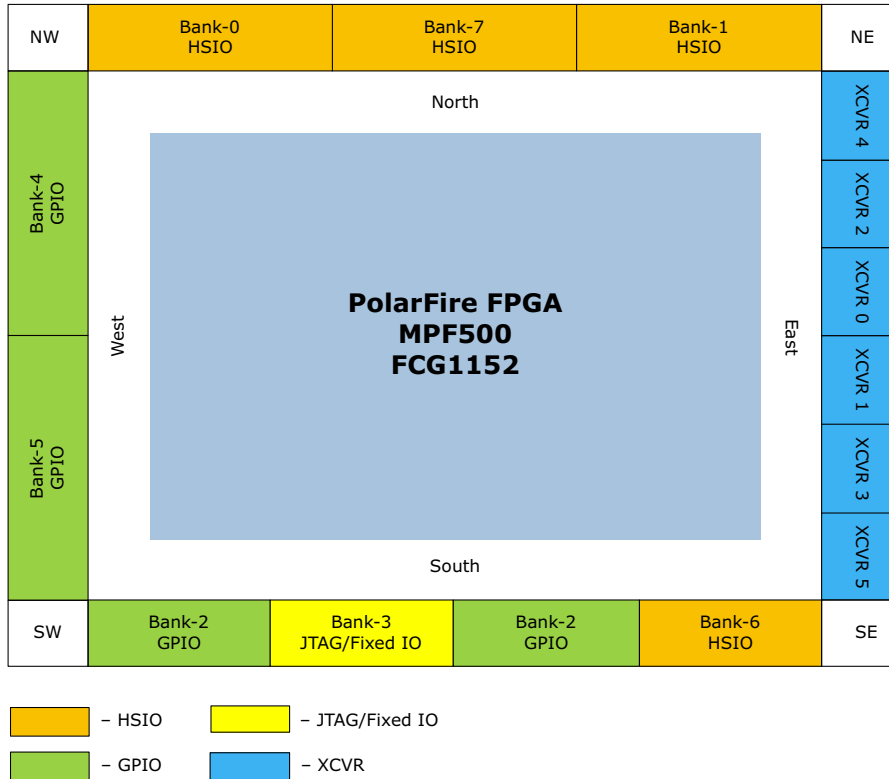 NW
Bank-0
HSIO
Bank-7
HSIO
Bank-1
HSIO
NE
North
Bank-4
GPIO
Bank-5
GPIO
West
PolarFire FPGA
MPF500
FCG1152
East
XCVR 4
XCVR 2
XCVR 0
XCVR 1
XCVR 3
XCVR 5
South
SW
Bank-2
GPIO
Bank-3
JTAG/Fixed IO
Bank-2
GPIO
Bank-6
HSIO
SE
– HSIO
– JTAG/Fixed IO
– GPIO
– XCVR